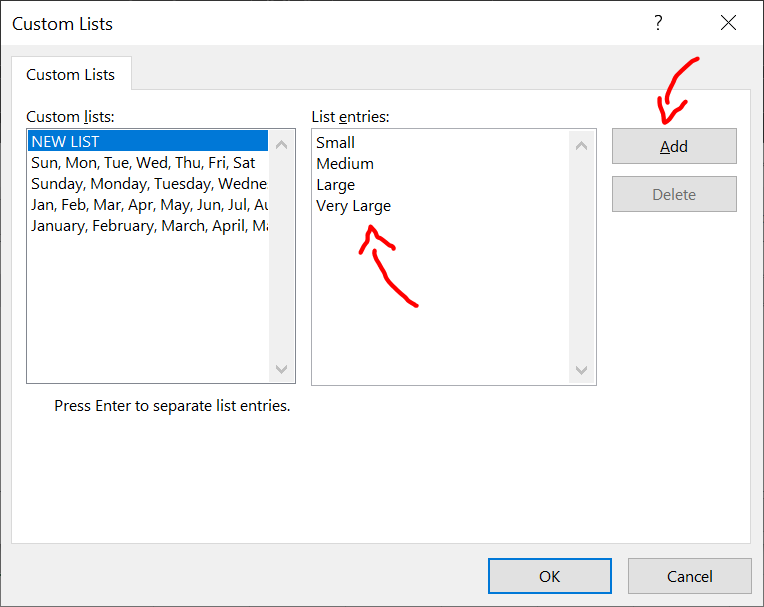 Custom Lists
?
Custom Lists
Custom lists:
NEW LIST
Sun, Mon, Tue, Wed, Thu, Fri, Sat
Sunday, Monday, Tuesday, Wedne
Jan, Feb, Mar, Apr, May, Jun, Jul, Au
January, February, March, April, Ma
List entries:
Small
Medium
Large
Very Large
Add
Delete
Press Enter to separate list entries.
OK
Cancel